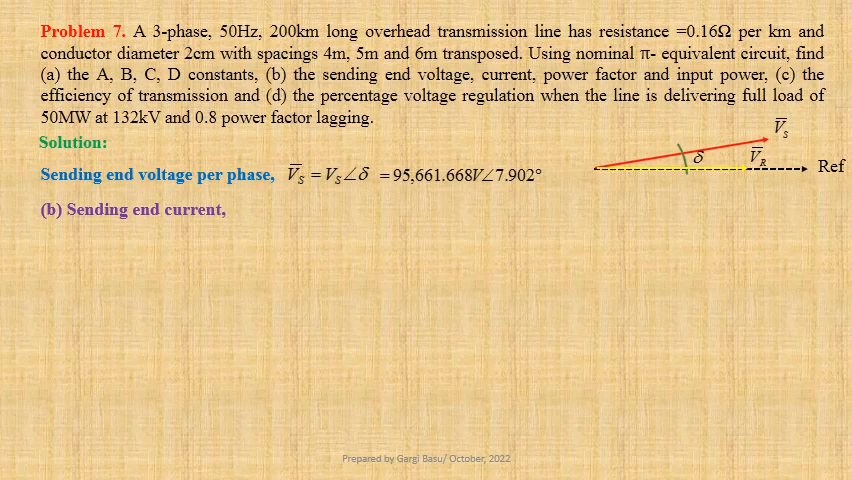 Problem 7. A 3-phase, 50Hz, 200km long overhead transmission line has resistance =0.16Ω per km and
conductor diameter 2cm with spacings 4m, 5m and 6m transposed. Using nominal π- equivalent circuit, find
(a) the A, B, C, D constants, (b) the sending end voltage, current, power factor and input power, (c) the
efficiency of transmission and (d) the percentage voltage regulation when the line is delivering full load of
50MW at 132kV and 0.8 power factor lagging.
Solution:
V̅_S
δ
V̅_R
Ref
Sending end voltage per phase, V̅_S = V_S∠δ = 95,661.668V∠7.902°
(b) Sending end current,
Prepared by Gargi Basu/ October, 2022